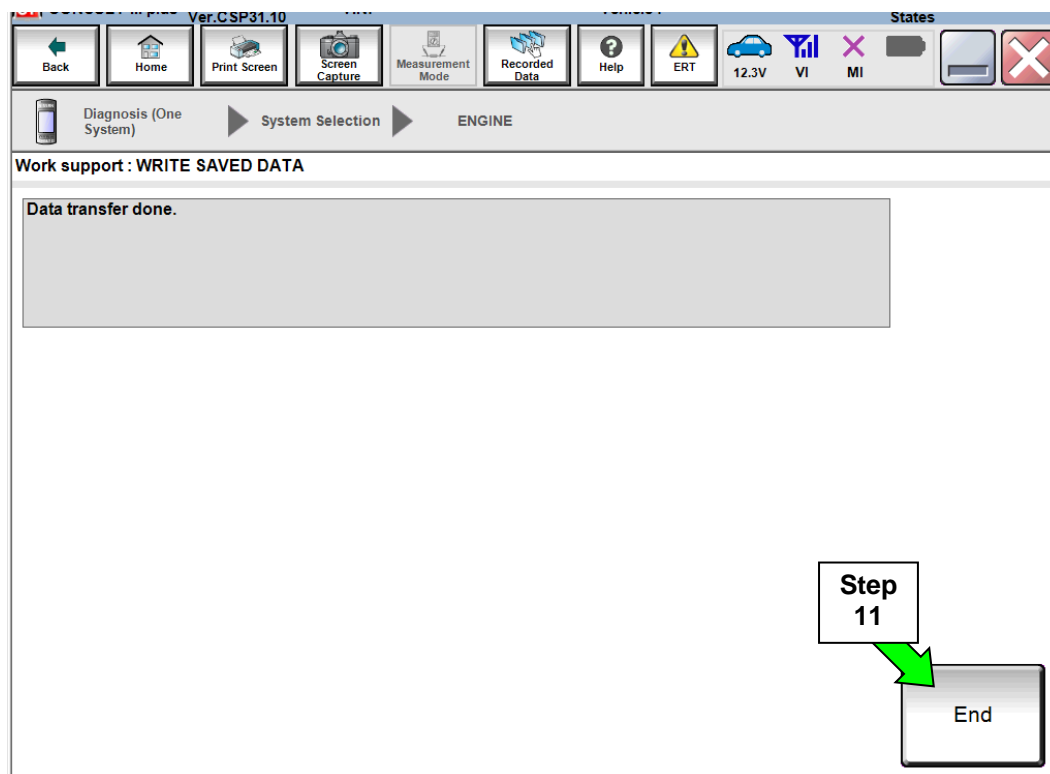 Ver.CSP31.10
States
Back
Home
Print Screen
Screen
Capture
Measurement
Mode
Recorded
Data
Help
ERT
12.3V
VI
MI
Diagnosis (One
System)
System Selection
ENGINE
Work support : WRITE SAVED DATA
Data transfer done.
Step
11
End